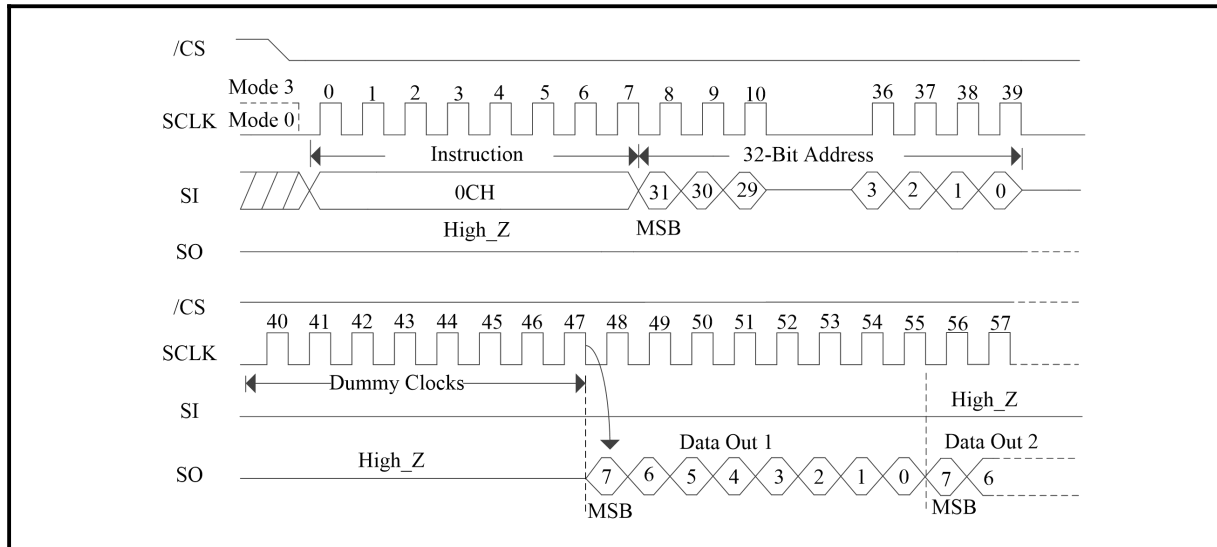 /CS
Mode 3
0 1 2 3 4 5 6 7 8 9 10 36 37 38 39
SCLK
Mode 0
Instruction
32-Bit Address
SI
0CH
31 30 29 3 2 1 0
High_Z
MSB
SO
/CS
40 41 42 43 44 45 46 47 48 49 50 51 52 53 54 55 56 57
SCLK
Dummy Clocks
SI
High_Z
High_Z
Data Out 1
Data Out 2
SO
7 6 5 4 3 2 1 0 7 6
MSB
MSB